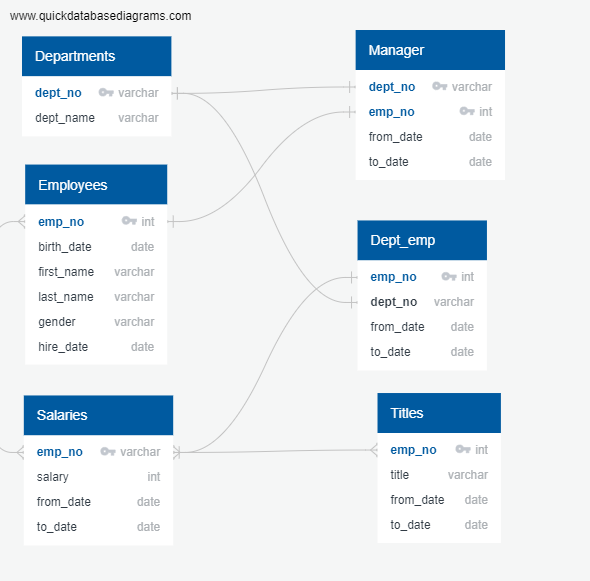 www.quickdatabasediagrams.com
Departments
dept_no varchar
dept_name varchar
Manager
dept_no varchar
emp_no int
from_date date
to_date date
Employees
emp_no int
birth_date date
first_name varchar
last_name varchar
gender varchar
hire_date date
Dept_emp
emp_no int
dept_no varchar
from_date date
to_date date
Salaries
emp_no varchar
salary int
from_date date
to_date date
Titles
emp_no int
title varchar
from_date date
to_date date